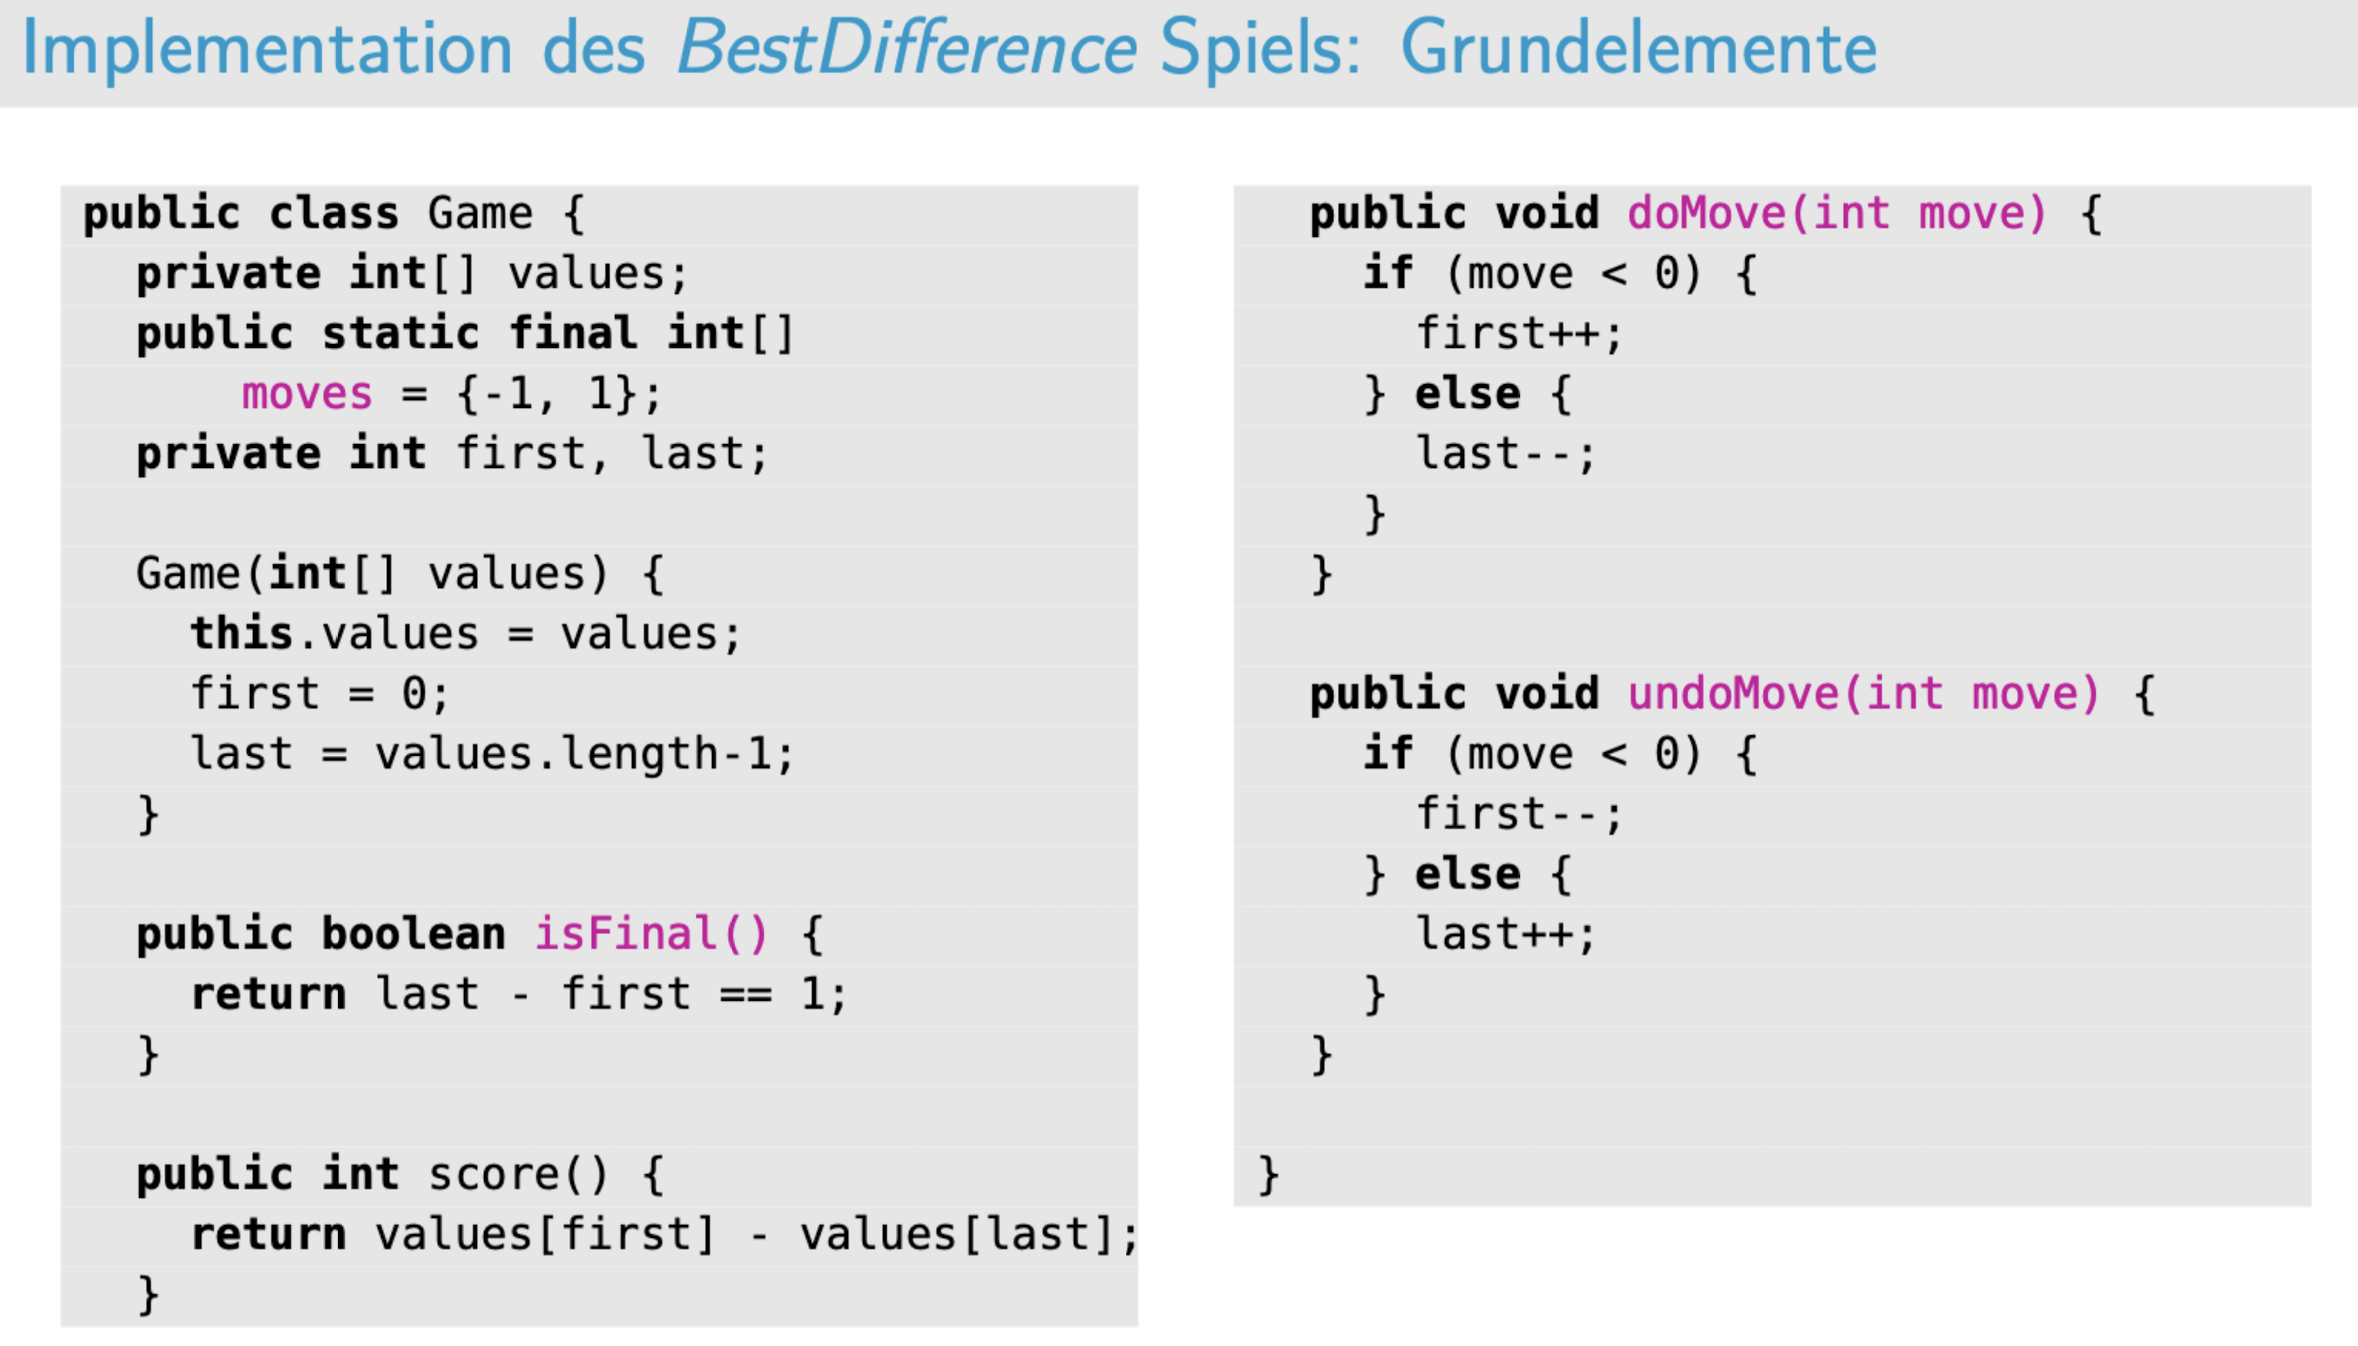 Implementation des BestDifference Spiels: Grundelemente
public class Game {
private int[] values;
public static final int[]
moves = {-1, 1};
private int first, last;
Game(int[] values) {
this.values = values;
first = 0;
last = values.length-1;
}
public boolean isFinal() {
return last - first == 1;
}
public int score() {
return values[first] - values[last];
}
public void doMove(int move) {
if (move < 0) {
first++;
} else {
last--;
}
}
public void undoMove(int move) {
if (move < 0) {
first--;
} else {
last++;
}
}
}